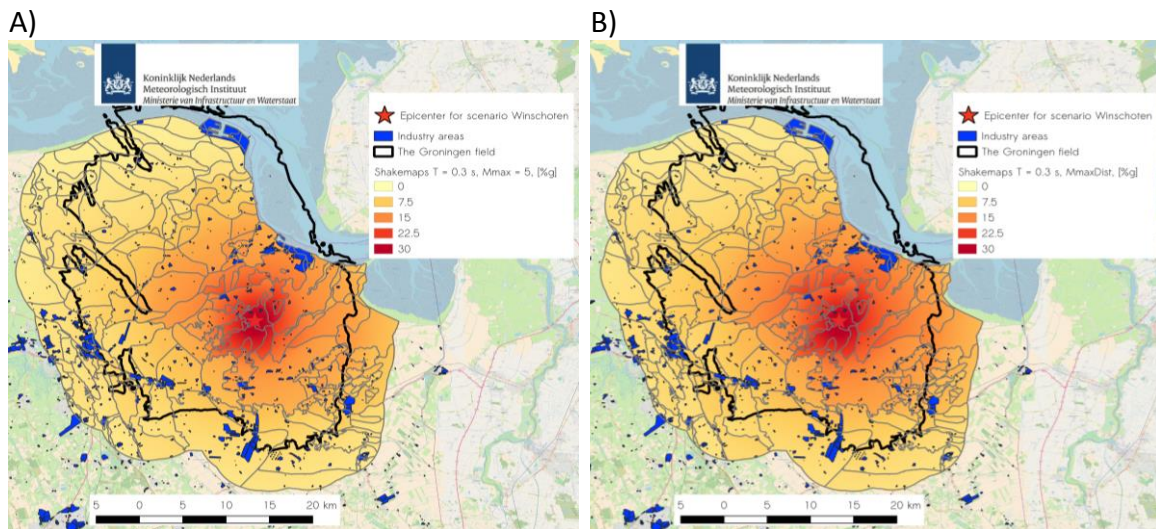 A)
Koninklijk Nederlands
Meteorologisch Instituut
Ministerie van Infrastructuur en Waterstaat
Epicenter for scenario Winschoten
Industry areas
The Groningen field
Shakemaps T = 0.3 s, Mmax = 5, [%g]
0
7.5
15
22.5
30
5 0 5 10 15 20 km
B)
Koninklijk Nederlands
Meteorologisch Instituut
Ministerie van Infrastructuur en Waterstaat
Epicenter for scenario Winschoten
Industry areas
The Groningen field
Shakemaps T = 0.3 s, MmaxDist, [%g]
0
7.5
15
22.5
30
5 0 5 10 15 20 km